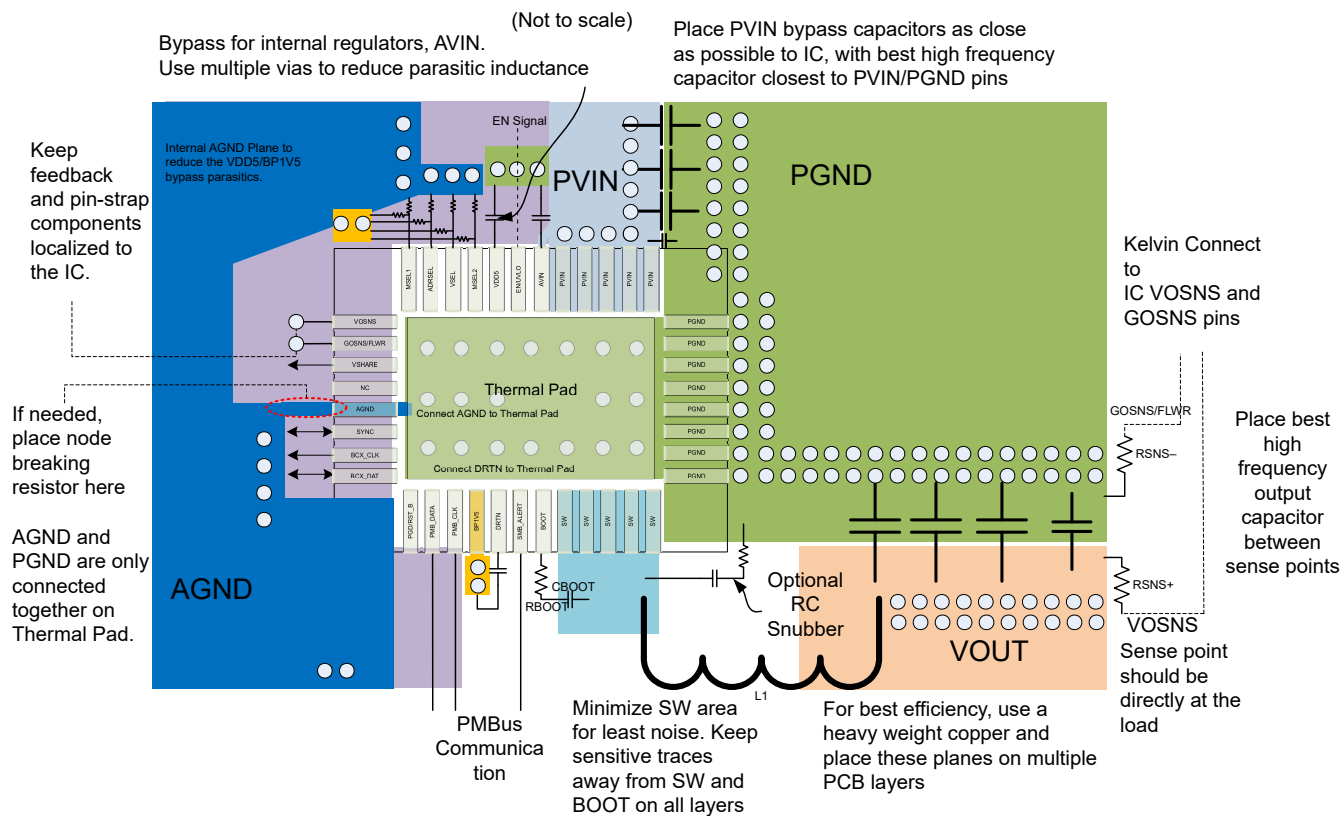 (Not to scale)
Bypass for internal regulators, AVIN.
Use multiple vias to reduce parasitic inductance
Place PVIN bypass capacitors as close
as possible to IC, with best high frequency
capacitor closest to PVIN/PGND pins
EN Signal
Internal AGND Plane to
reduce the VDD5/BP1V5
bypass parasitics.
Keep
feedback
and pin-strap
components
localized to
the IC.
PVIN
PGND
Kelvin Connect
to
IC VOSNS and
GOSNS pins
MSEL1
ADRSEL
VSEL
MSEL2
VDD5
EN/UVLO
AVIN
PVIN
PVIN
PVIN
PVIN
PVIN
VOSNS
GOSNS/FLWR
VSHARE
NC
AGND
SYNC
BCX_CLK
BCX_DAT
PGND
PGND
PGND
PGND
PGND
PGND
PGND
PGND
Thermal Pad
Connect AGND to Thermal Pad
Connect DRTN to Thermal Pad
If needed,
place node
breaking
resistor here
AGND and
PGND are only
connected
together on
Thermal Pad.
GOSNS/FLWR
RSNS–
Place best
high
frequency
output
capacitor
between
sense points
PGD/RST_B
PMB_DATA
PMB_CLK
BP1V5
DRTN
SMB_ALERT
BOOT
SW
SW
SW
SW
SW
AGND
CBOOT
RBOOT
Optional
RC
Snubber
RSNS+
VOUT
VOSNS
Sense point
should be
directly at the
load
L1
PMBus
Communica
tion
Minimize SW area
for least noise. Keep
sensitive traces
away from SW and
BOOT on all layers
For best efficiency, use a
heavy weight copper and
place these planes on multiple
PCB layers